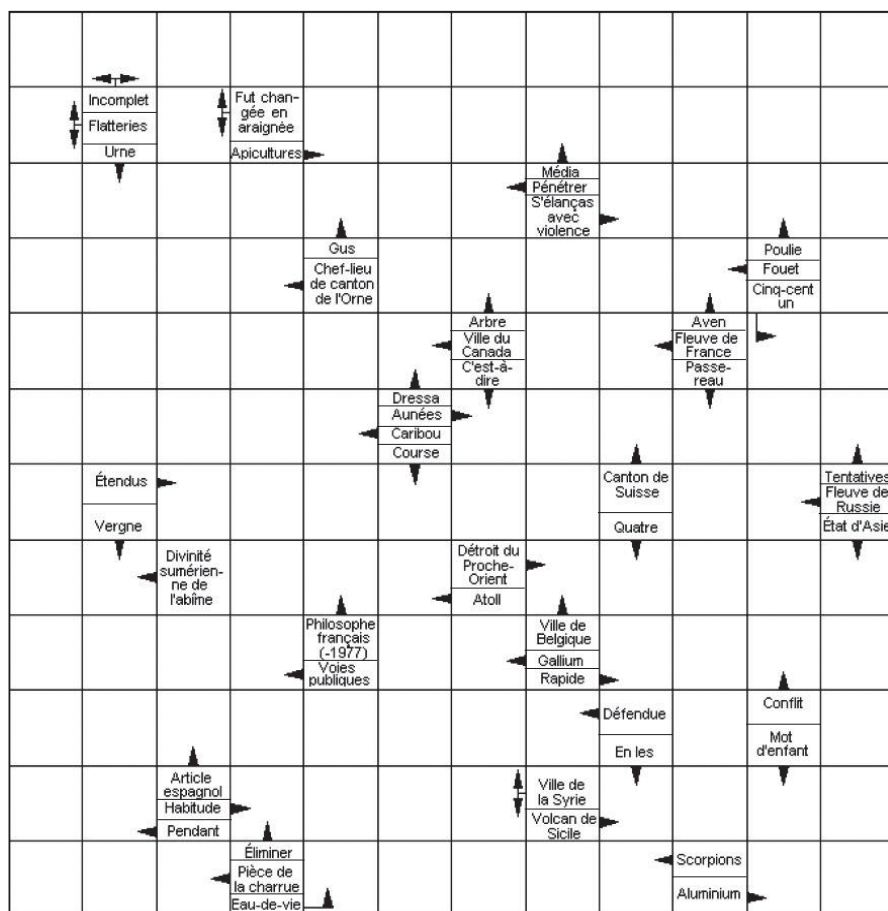 Incomplet
Flatteries
Urne
Fut chan-
gée en
araignée
Apicultures
Média
Pénétrer
S'élanças
avec
violence
Gus
Chef-lieu
de canton
de l'Orne
Poulie
Fouet
Cinq-cent
un
Arbre
Ville du
Canada
C'est-à-
dire
Aven
Fleuve de
France
Passe-
reau
Dressa
Aunées
Caribou
Course
Étendus
Vergne
Canton de
Suisse
Quatre
Tentatives
Fleuve de
Russie
État d'Asie
Divinité
sumérien-
ne de
l'abîme
Détroit du
Proche-
Orient
Atoll
Philosophe
français
(-1977)
Voies
publiques
Ville de
Belgique
Gallium
Rapide
Défendue
En les
Conflit
Mot
d'enfant
Article
espagnol
Habitude
Pendant
Ville de
la Syrie
Volcan de
Sicile
Éliminer
Pièce de
la charrue
Eau-de-vie
Scorpions
Aluminium